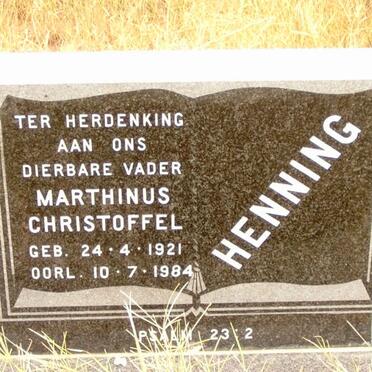 TER HERDENKING
AAN ONS
DIERBARE VADER
MARTHINUS
CHRISTOFFEL
GEB. 24·4·1921
OORL. 10·7·1984
HENNING
PSALM 23:2